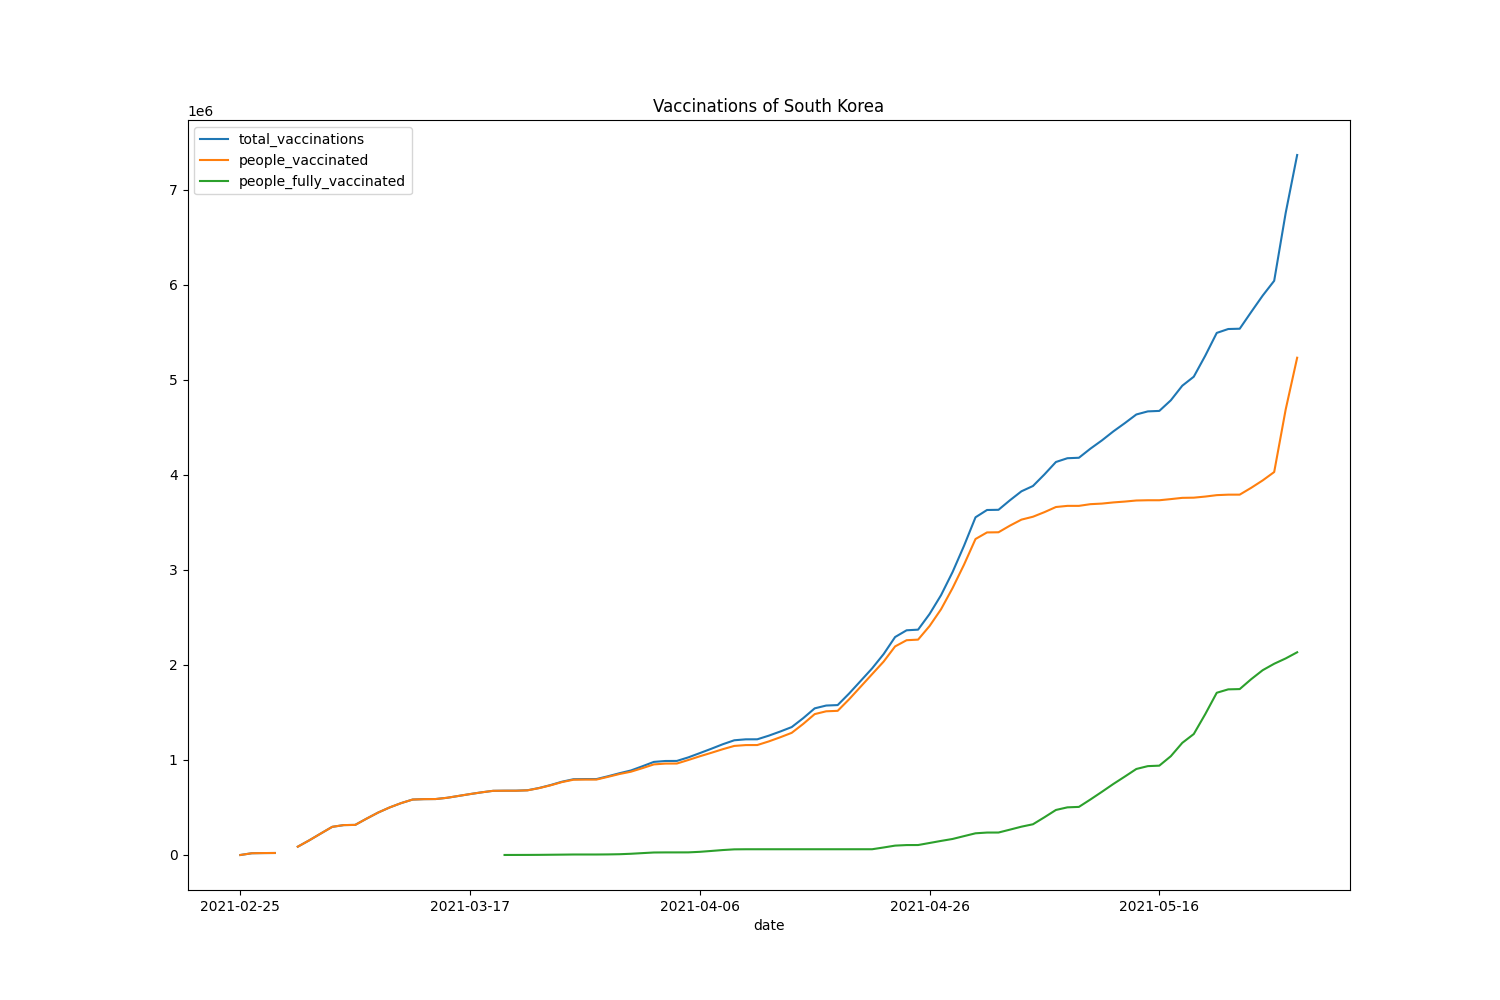 Vaccinations of South Korea
1e6
total_vaccinations
people_vaccinated
people_fully_vaccinated
7
6
5
4
3
2
1
0
2021-02-25 2021-03-17 2021-04-06 2021-04-26 2021-05-16
date